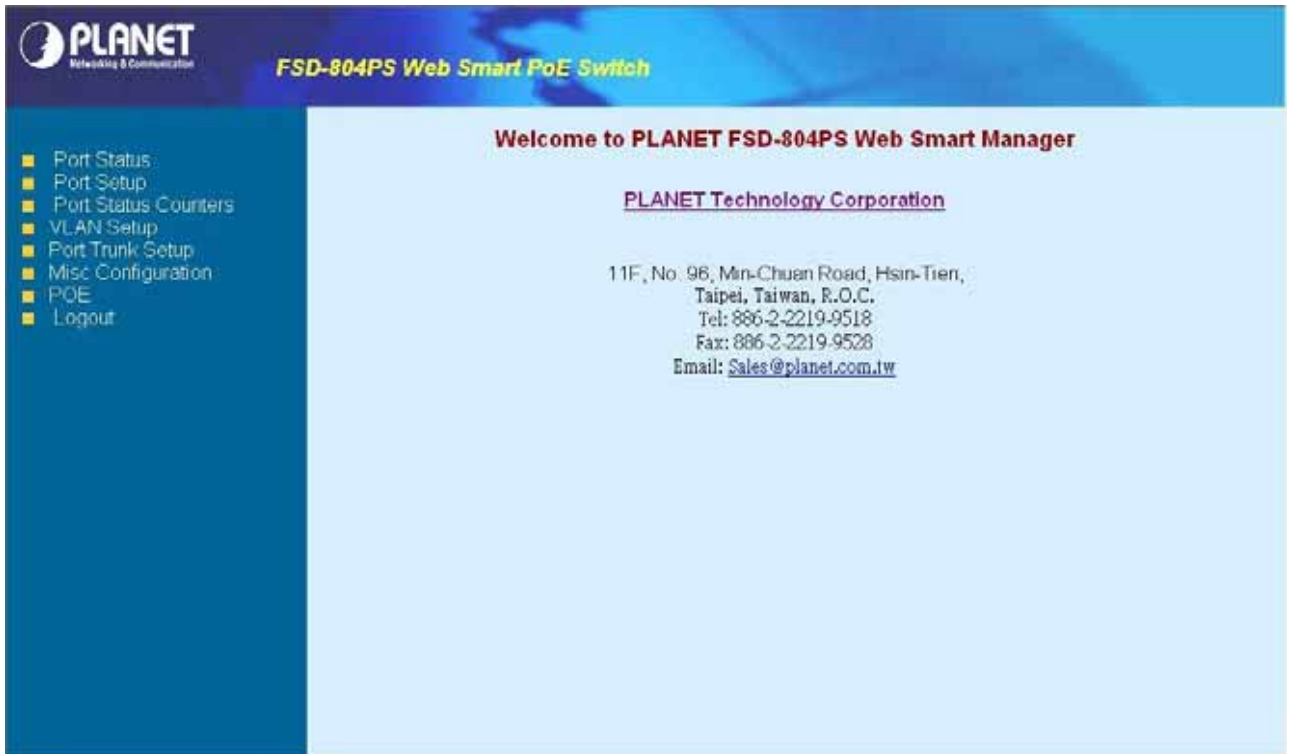 PLANET
Networking & Communication
FSD-804PS Web Smart PoE Switch
Port Status
Port Setup
Port Status Counters
VLAN Setup
Port Trunk Setup
Misc Configuration
POE
Logout
Welcome to PLANET FSD-804PS Web Smart Manager
PLANET Technology Corporation
11F, No. 96, Min-Chuan Road, Hsin-Tien,
Taipei, Taiwan, R.O.C.
Tel: 886-2-2219-9518
Fax: 886-2-2219-9528
Email: Sales@planet.com.tw